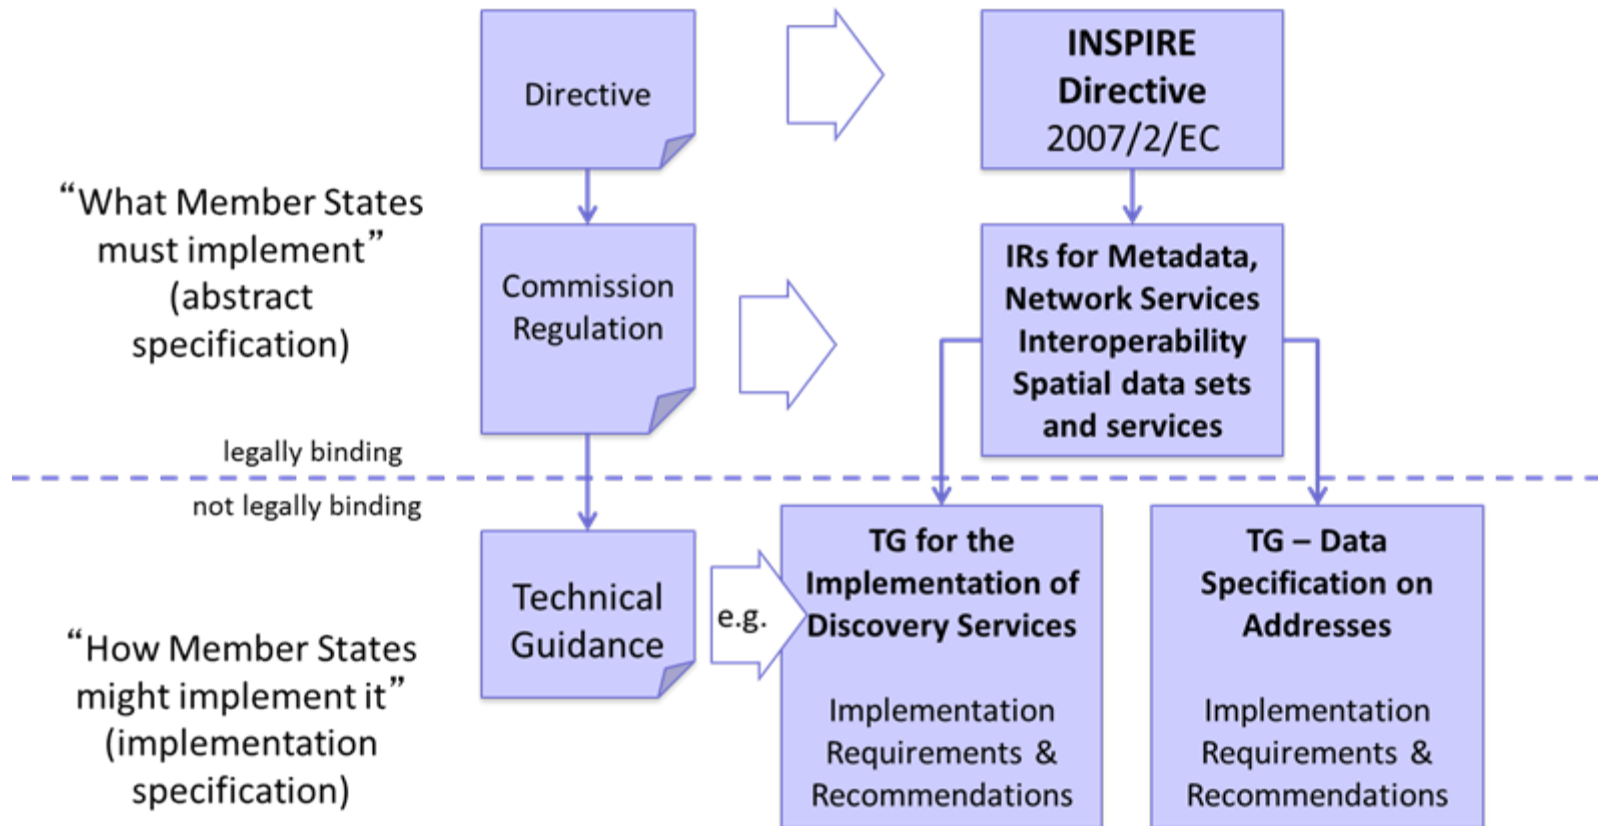 Directive
INSPIRE
Directive
2007/2/EC
“What Member States
must implement”
(abstract
specification)
Commission
Regulation
IRs for Metadata,
Network Services
Interoperability
Spatial data sets
and services
legally binding
not legally binding
“How Member States
might implement it”
(implementation
specification)
Technical
Guidance
e.g.
TG for the
Implementation of
Discovery Services
Implementation
Requirements &
Recommendations
TG – Data
Specification on
Addresses
Implementation
Requirements &
Recommendations